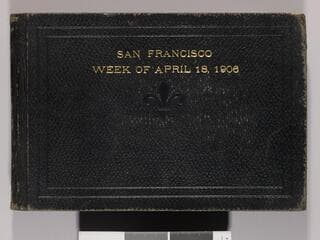 SAN FRANCISCO
WEEK OF APRIL 18, 1906